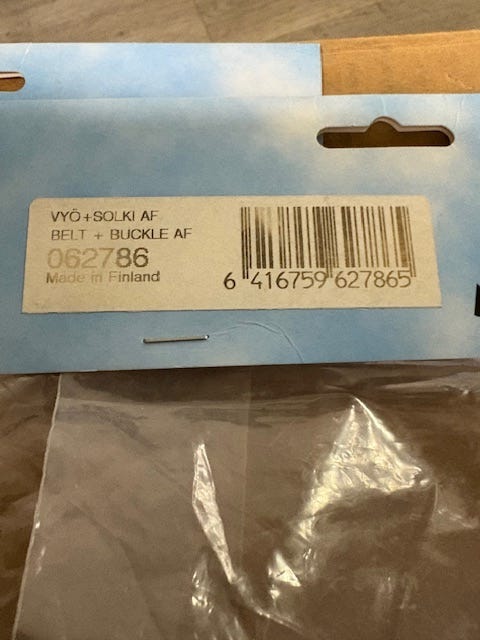 VYÖ+SOLKI AF
BELT + BUCKLE AF
062786
Made in Finland
6 416759 627865